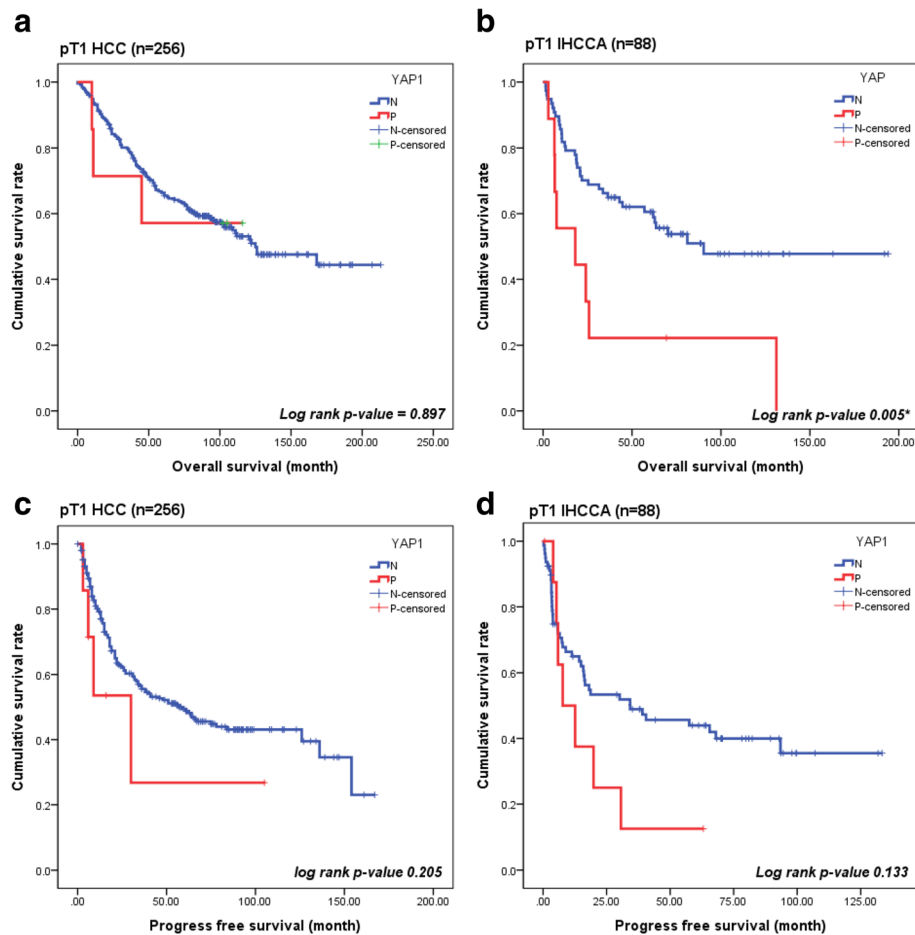 a
pT1 HCC (n=256)
YAP1
N
P
N-censored
P-censored
1.0
0.8
0.6
0.4
0.2
0.0
Cumulative survival rate
Log rank p-value = 0.897
.00 50.00 100.00 150.00 200.00 250.00
Overall survival (month)
b
pT1 IHCCA (n=88)
YAP
N
P
N-censored
P-censored
1.0
0.8
0.6
0.4
0.2
0.0
Cumulative survival rate
Log rank p-value 0.005*
.00 50.00 100.00 150.00 200.00
Overall survival (month)
c
pT1 HCC (n=256)
YAP1
N
P
N-censored
P-censored
1.0
0.8
0.6
0.4
0.2
0.0
Cumulative survival rate
log rank p-value 0.205
.00 50.00 100.00 150.00 200.00
Progress free survival (month)
d
pT1 IHCCA (n=88)
YAP1
N
P
N-censored
P-censored
1.0
0.8
0.6
0.4
0.2
0.0
Cumulative survival rate
Log rank p-value 0.133
.00 25.00 50.00 75.00 100.00 125.00
Progress free survival (month)